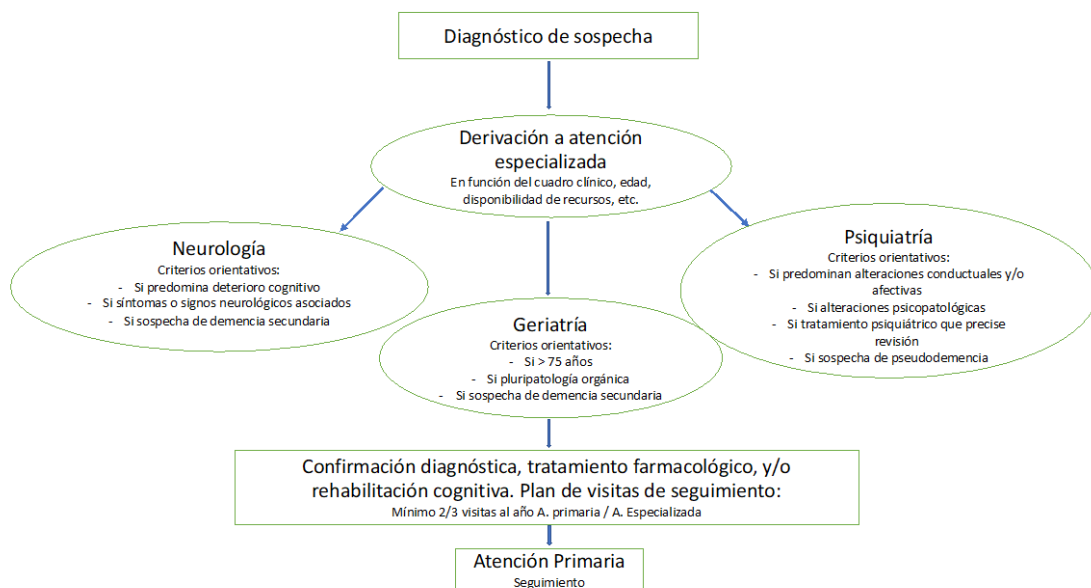 Diagnóstico de sospecha
Derivación a atención
especializada
En función del cuadro clínico, edad,
disponibilidad de recursos, etc.
Neurología
Criterios orientativos:
- Si predomina deterioro cognitivo
- Si síntomas o signos neurológicos asociados
- Si sospecha de demencia secundaria
Geriatría
Criterios orientativos:
- Si > 75 años
- Si pluripatología orgánica
- Si sospecha de demencia secundaria
Psiquiatría
Criterios orientativos:
- Si predominan alteraciones conductuales y/o
afectivas
- Si alteraciones psicopatológicas
- Si tratamiento psiquiátrico que precise
revisión
- Si sospecha de pseudodemencia
Confirmación diagnóstica, tratamiento farmacológico, y/o
rehabilitación cognitiva. Plan de visitas de seguimiento:
Mínimo 2/3 visitas al año A. primaria / A. Especializada
Atención Primaria
Seguimiento